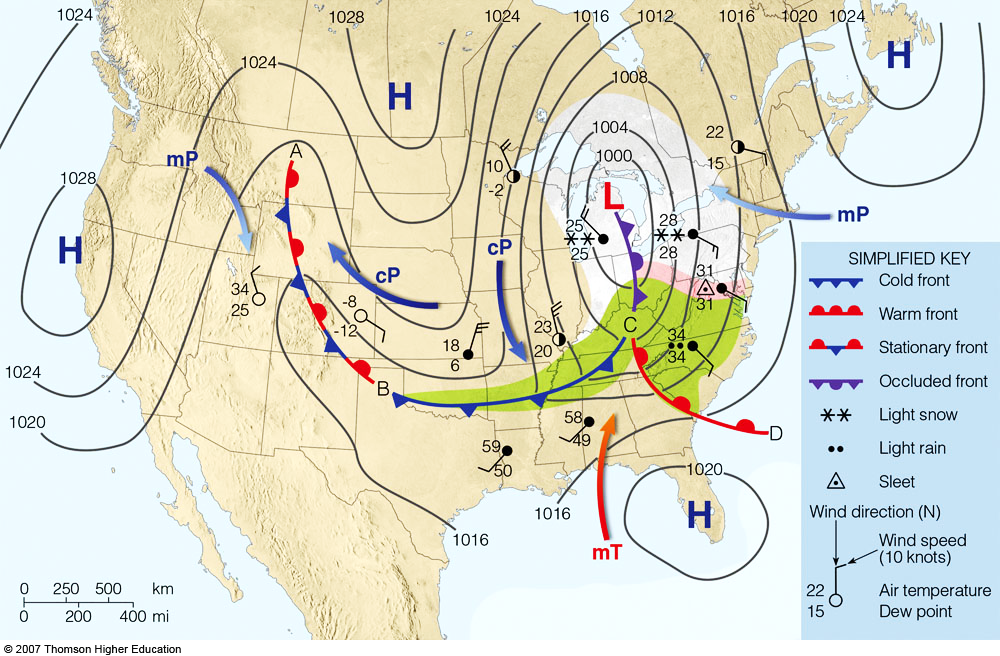 1024
1028
1024
1016
1012
1016
1020
1024
H
H
1024
1008
1004
1000
22
15
A
mP
10
-2
L
mP
1028
H
25
25
28
28
cP
cP
34
25
-8
-12
31
31
18
6
23
20
C
34
34
1024
B
1020
58
49
D
59
50
1020
H
1016
1016
mT
SIMPLIFIED KEY
Cold front
Warm front
Stationary front
Occluded front
Light snow
Light rain
Sleet
Wind direction (N)
Wind speed
(10 knots)
22 Air temperature
15 Dew point
0 250 500 km
0 200 400 mi
© 2007 Thomson Higher Education